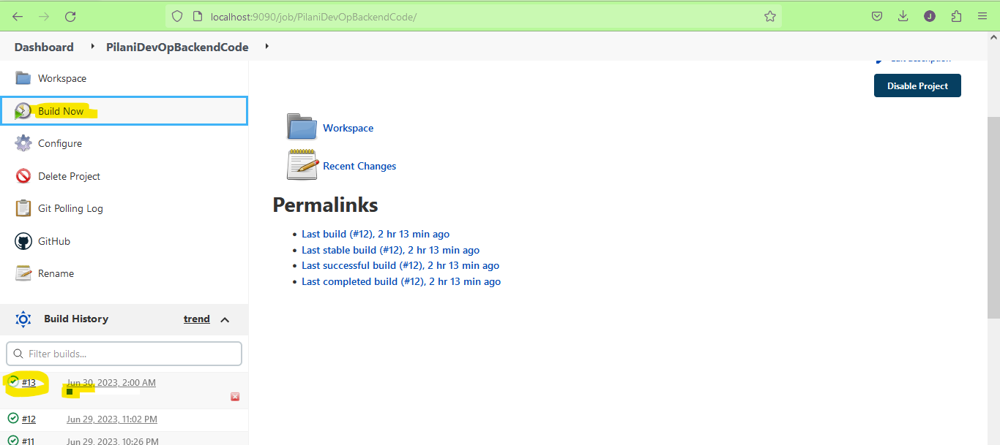 localhost:9090/job/PilaniDevOpBackendCode/
J
Dashboard PilaniDevOpBackendCode
Workspace
Build Now
Configure
Delete Project
Git Polling Log
GitHub
Rename
Build History trend
Filter builds...
#13 Jun 30, 2023, 2:00 AM
#12 Jun 29, 2023, 11:02 PM
#11 Jun 29, 2023, 10:26 PM
Edit description
Disable Project
Workspace
Recent Changes
Permalinks
Last build (#12), 2 hr 13 min ago
Last stable build (#12), 2 hr 13 min ago
Last successful build (#12), 2 hr 13 min ago
Last completed build (#12), 2 hr 13 min ago